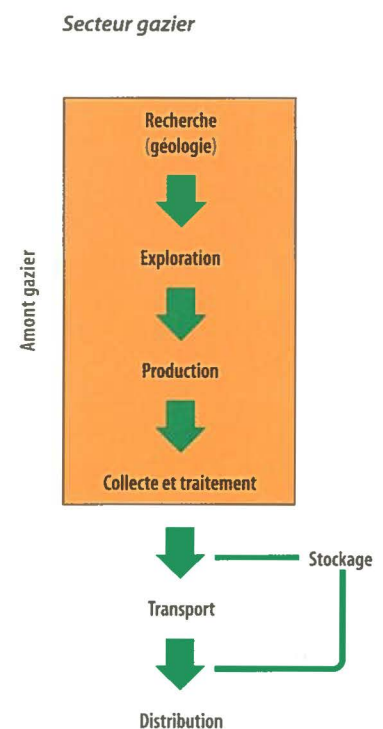 Secteur gazier
Amont gazier
Recherche
(géologie)
Exploration
Production
Collecte et traitement
Stockage
Transport
Distribution